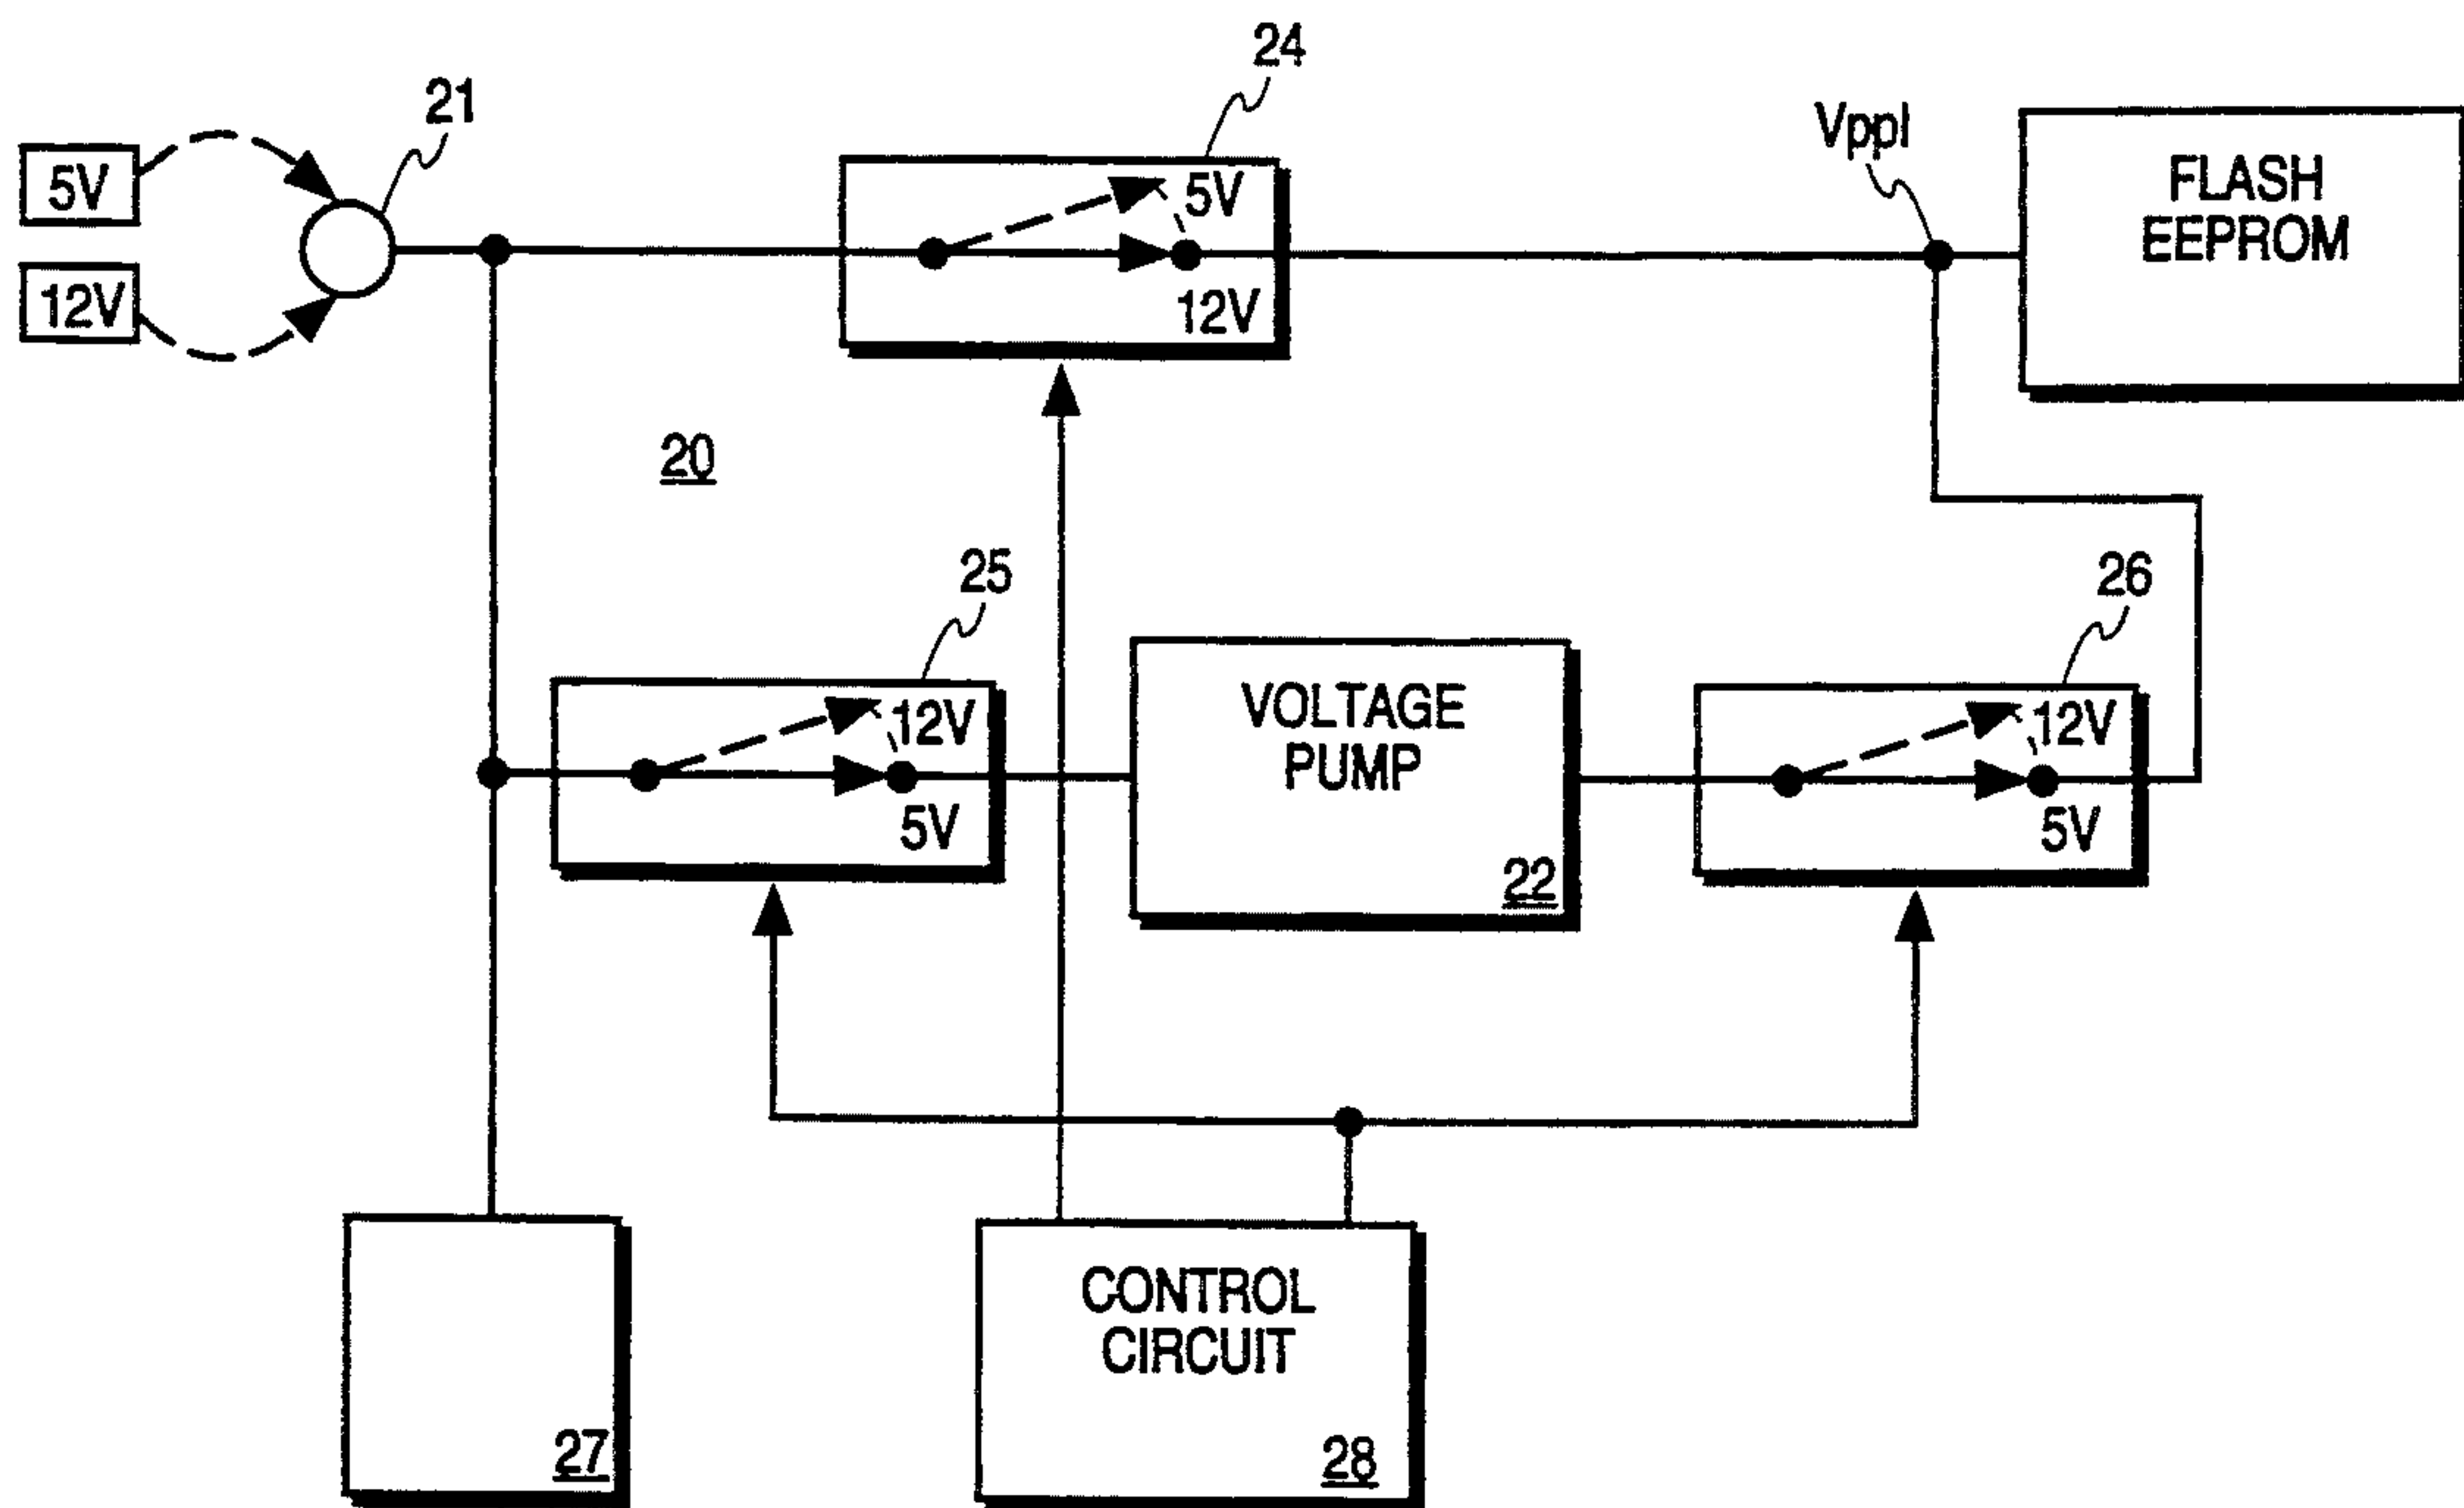 24
21
5V
12V
5V
12V
Vppl
FLASH
EEPROM
20
25
26
12V
5V
VOLTAGE
PUMP
22
12V
5V
27
CONTROL
CIRCUIT
28